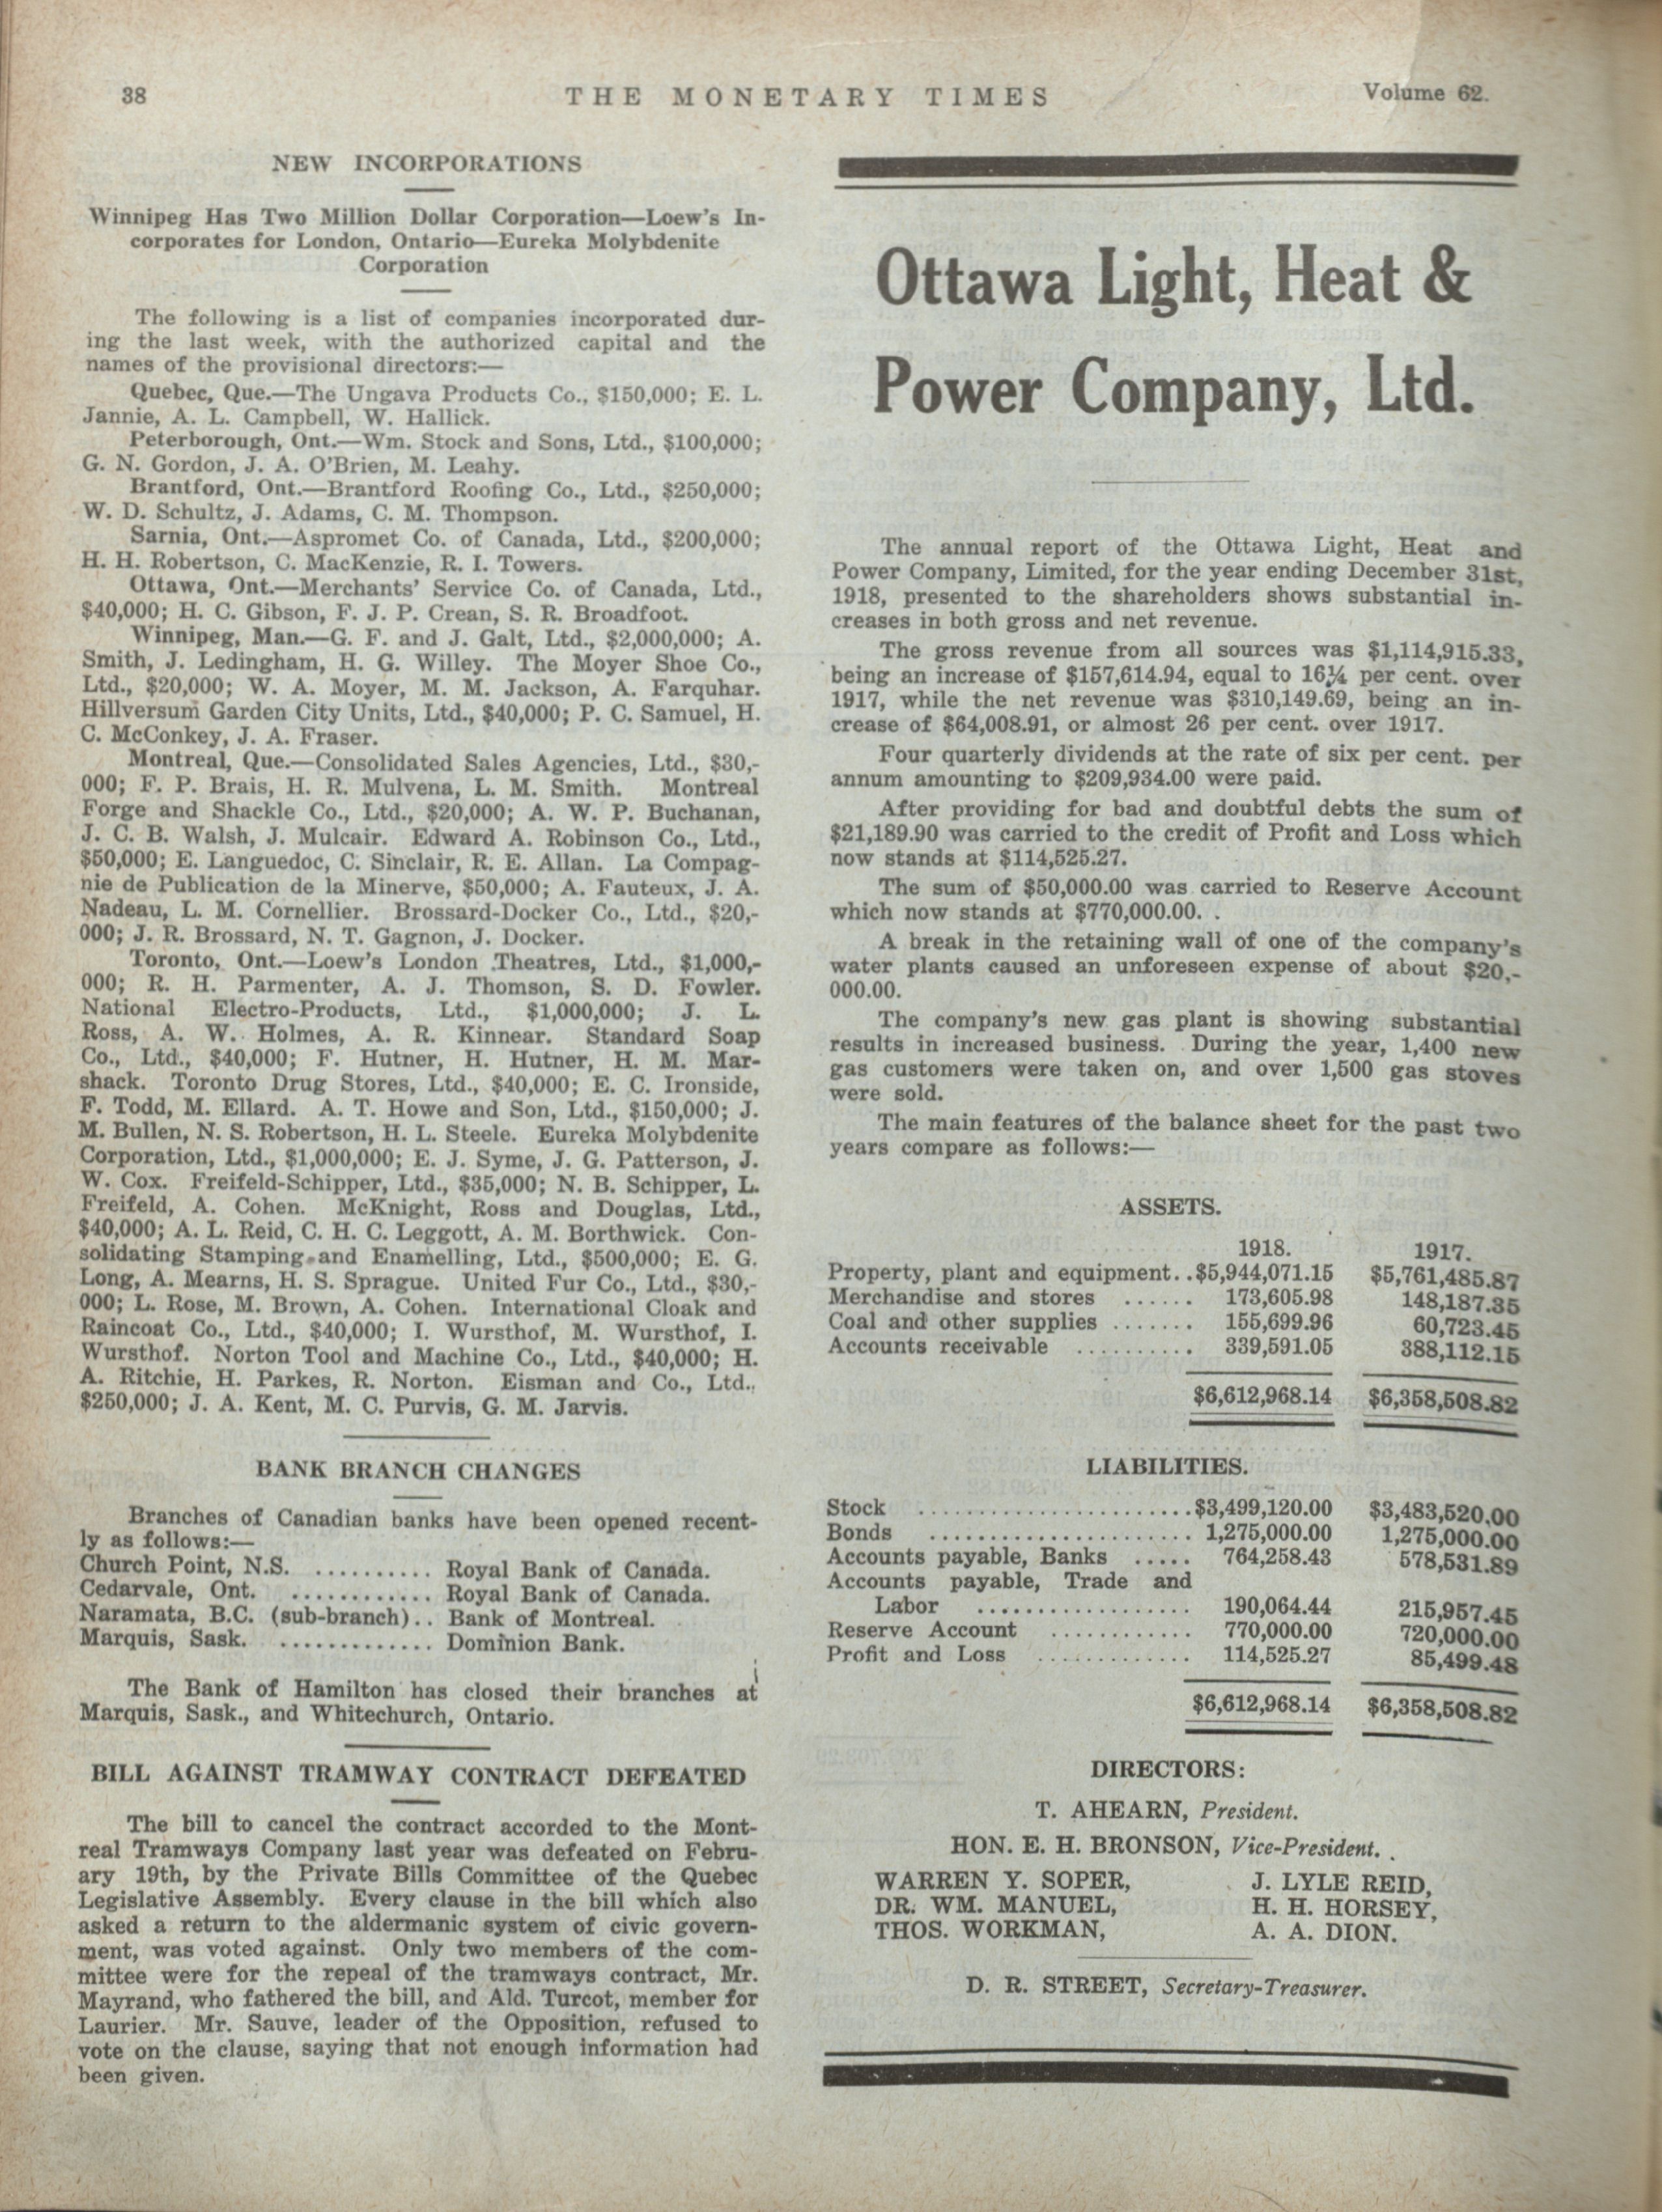 38
THE MONETARY TIMES
Volume 62.
NEW INCORPORATIONS
Winnipeg Has Two Million Dollar Corporation—Loew's In-
corporates for London, Ontario—Eureka Molybdenite
Corporation
The following is a list of companies incorporated dur-
ing the last week, with the authorized capital and the
names of the provisional directors:—
Quebec, Que.—The Ungava Products Co., $150,000; E. L.
Jannie, A. L. Campbell, W. Hallick.
Peterborough, Ont.—Wm. Stock and Sons, Ltd., $100,000;
G. N. Gordon, J. A. O'Brien, M. Leahy.
Brantford, Ont.—Brantford Roofing Co., Ltd., $250,000;
W. D. Schultz, J. Adams, C. M. Thompson.
Sarnia, Ont.—Aspromet Co. of Canada, Ltd., $200,000;
H. H. Robertson, C. MacKenzie, R. I. Towers.
Ottawa, Ont.—Merchants' Service Co. of Canada, Ltd.,
$40,000; H. C. Gibson, F. J. P. Crean, S. R. Broadfoot.
Winnipeg, Man.—G. F. and J. Galt, Ltd., $2,000,000; A.
Smith, J. Ledingham, H. G. Willey. The Moyer Shoe Co.,
Ltd., $20,000; W. A. Moyer, M. M. Jackson, A. Farquhar.
Hillversum Garden City Units, Ltd., $40,000; P. C. Samuel, H.
C. McConkey, J. A. Fraser.
Montreal, Que.—Consolidated Sales Agencies, Ltd., $30,-
000; F. P. Brais, H. R. Mulvena, L. M. Smith. Montreal
Forge and Shackle Co., Ltd., $20,000; A. W. P. Buchanan,
J. C. B. Walsh, J. Mulcair. Edward A. Robinson Co., Ltd.,
$50,000; E. Languedoc, C. Sinclair, R. E. Allan. La Compag-
nie de Publication de la Minerve, $50,000; A. Fauteux, J. A.
Nadeau, L. M. Cornellier. Brossard-Docker Co., Ltd., $20,-
000; J. R. Brossard, N. T. Gagnon, J. Docker.
Toronto, Ont.—Loew's London Theatres, Ltd., $1,000,-
000; R. H. Parmenter, A. J. Thomson, S. D. Fowler.
National Electro-Products, Ltd., $1,000,000; J. L.
Ross, A. W. Holmes, A. R. Kinnear. Standard Soap
Co., Ltd., $40,000; F. Hutner, H. Hutner, H. M. Mar-
shack. Toronto Drug Stores, Ltd., $40,000; E. C. Ironside,
F. Todd, M. Ellard. A. T. Howe and Son, Ltd., $150,000; J.
M. Bullen, N. S. Robertson, H. L. Steele. Eureka Molybdenite
Corporation, Ltd., $1,000,000; E. J. Syme, J. G. Patterson, J.
W. Cox. Freifeld-Schipper, Ltd., $35,000; N. B. Schipper, L.
Freifeld, A. Cohen. McKnight, Ross and Douglas, Ltd.,
$40,000; A. L. Reid, C. H. C. Leggott, A. M. Borthwick. Con-
solidating Stamping and Enamelling, Ltd., $500,000; E. G.
Long, A. Mearns, H. S. Sprague. United Fur Co., Ltd., $30,-
000; L. Rose, M. Brown, A. Cohen. International Cloak and
Raincoat Co., Ltd., $40,000; I. Wursthof, M. Wursthof, I.
Wursthof. Norton Tool and Machine Co., Ltd., $40,000; H.
A. Ritchie, H. Parkes, R. Norton. Eisman and Co., Ltd.,
$250,000; J. A. Kent, M. C. Purvis, G. M. Jarvis.
BANK BRANCH CHANGES
Branches of Canadian banks have been opened recent-
ly as follows:—
Church Point, N.S. .......... Royal Bank of Canada.
Cedarvale, Ont. ............ Royal Bank of Canada.
Naramata, B.C. (sub-branch).. Bank of Montreal.
Marquis, Sask. ............. Dominion Bank.
The Bank of Hamilton has closed their branches at
Marquis, Sask., and Whitechurch, Ontario.
BILL AGAINST TRAMWAY CONTRACT DEFEATED
The bill to cancel the contract accorded to the Mont-
real Tramways Company last year was defeated on Febru-
ary 19th, by the Private Bills Committee of the Quebec
Legislative Assembly. Every clause in the bill which also
asked a return to the aldermanic system of civic govern-
ment, was voted against. Only two members of the com-
mittee were for the repeal of the tramways contract, Mr.
Mayrand, who fathered the bill, and Ald. Turcot, member for
Laurier. Mr. Sauve, leader of the Opposition, refused to
vote on the clause, saying that not enough information had
been given.
Ottawa Light, Heat &
Power Company, Ltd.
The annual report of the Ottawa Light, Heat and
Power Company, Limited, for the year ending December 31st,
1918, presented to the shareholders shows substantial in-
creases in both gross and net revenue.
The gross revenue from all sources was $1,114,915.33,
being an increase of $157,614.94, equal to 16¼ per cent. over
1917, while the net revenue was $310,149.69, being an in-
crease of $64,008.91, or almost 26 per cent. over 1917.
Four quarterly dividends at the rate of six per cent. per
annum amounting to $209,934.00 were paid.
After providing for bad and doubtful debts the sum of
$21,189.90 was carried to the credit of Profit and Loss which
now stands at $114,525.27.
The sum of $50,000.00 was carried to Reserve Account
which now stands at $770,000.00.
A break in the retaining wall of one of the company's
water plants caused an unforeseen expense of about $20,-
000.00.
The company's new gas plant is showing substantial
results in increased business. During the year, 1,400 new
gas customers were taken on, and over 1,500 gas stoves
were sold.
The main features of the balance sheet for the past two
years compare as follows:—
ASSETS.
1918. 1917.
Property, plant and equipment..$5,944,071.15 $5,761,485.87
Merchandise and stores ...... 173,605.98 148,187.35
Coal and other supplies ....... 155,699.96 60,723.45
Accounts receivable .......... 339,591.05 388,112.15
$6,612,968.14 $6,358,508.82
LIABILITIES.
Stock .......................$3,499,120.00 $3,483,520.00
Bonds ...................... 1,275,000.00 1,275,000.00
Accounts payable, Banks ..... 764,258.43 578,531.89
Accounts payable, Trade and
Labor .................. 190,064.44 215,957.45
Reserve Account ............ 770,000.00 720,000.00
Profit and Loss ............. 114,525.27 85,499.48
$6,612,968.14 $6,358,508.82
DIRECTORS:
T. AHEARN, President.
HON. E. H. BRONSON, Vice-President.
WARREN Y. SOPER, J. LYLE REID,
DR. WM. MANUEL, H. H. HORSEY,
THOS. WORKMAN, A. A. DION.
D. R. STREET, Secretary-Treasurer.